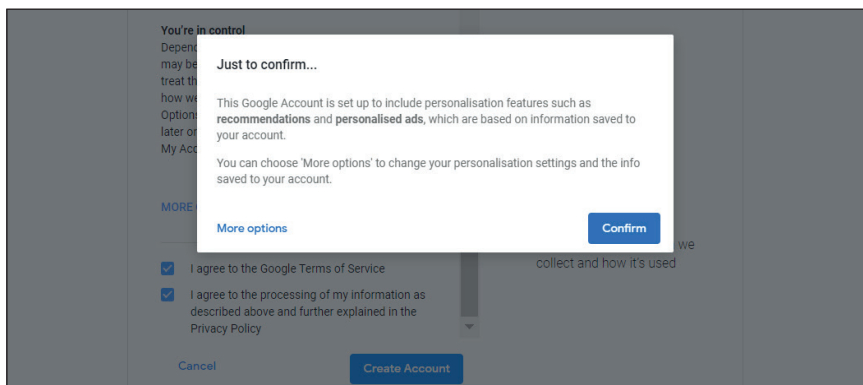 You're in control
Depend
may be
treat th
how we
Option
later or
My Acc
MORE
Just to confirm...
This Google Account is set up to include personalisation features such as
recommendations and personalised ads, which are based on information saved to
your account.
You can choose 'More options' to change your personalisation settings and the info
saved to your account.
More options
Confirm
we
collect and how it's used
I agree to the Google Terms of Service
I agree to the processing of my information as
described above and further explained in the
Privacy Policy
Cancel
Create Account